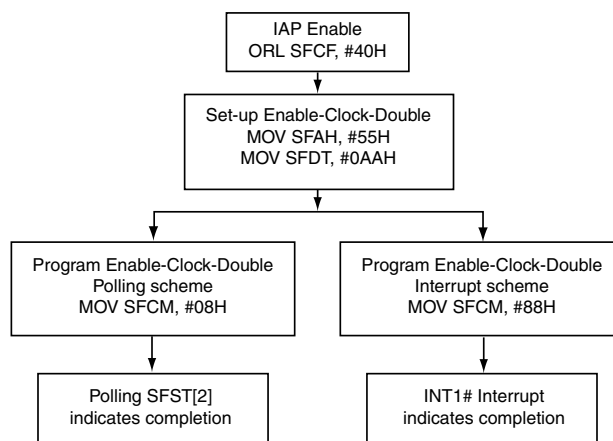 IAP Enable
ORL SFCF, #40H
Set-up Enable-Clock-Double
MOV SFAH, #55H
MOV SFDT, #0AAH
Program Enable-Clock-Double
Polling scheme
MOV SFCM, #08H
Program Enable-Clock-Double
Interrupt scheme
MOV SFCM, #88H
Polling SFST[2]
indicates completion
INT1# Interrupt
indicates completion